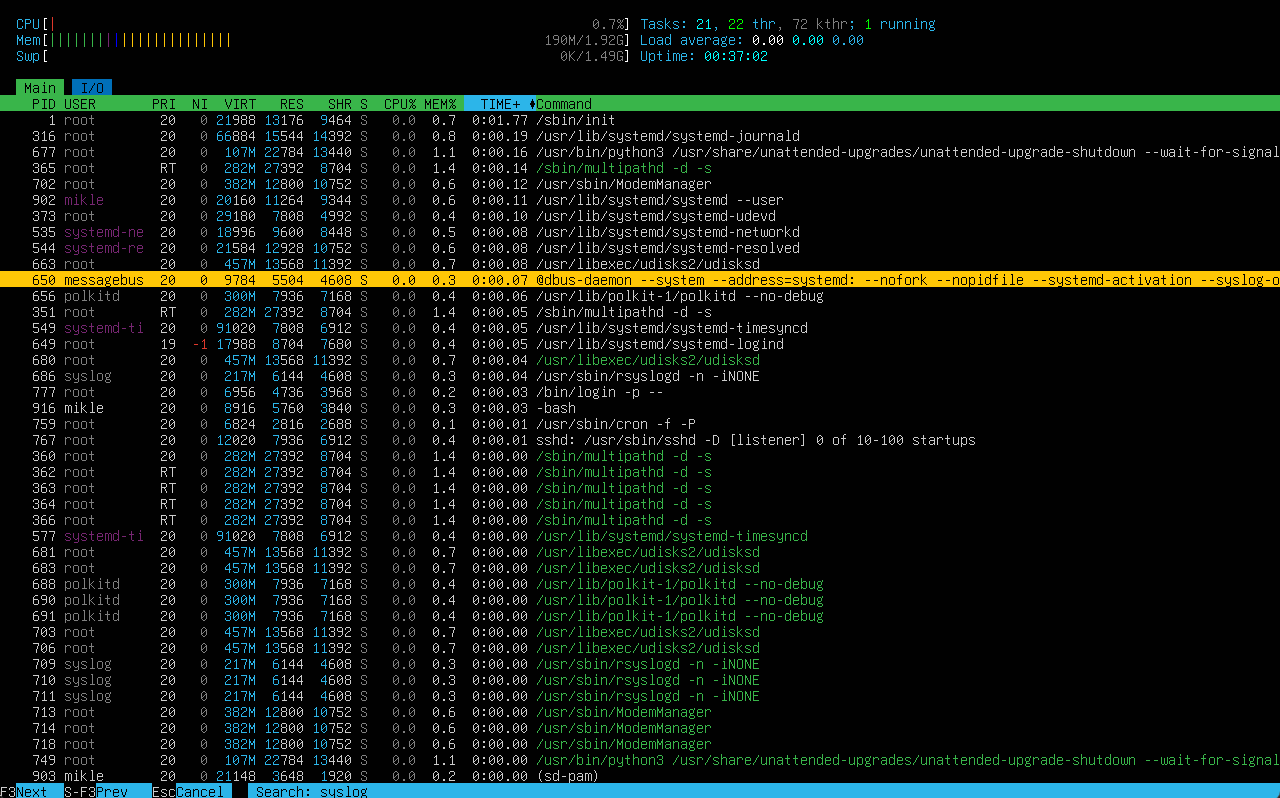 CPU[| 0.7%] Tasks: 21, 22 thr, 72 kthr; 1 running
Mem[||||||||||||||||||||||| 190M/1.92G] Load average: 0.00 0.00 0.00
Swp[ 0K/1.49G] Uptime: 00:37:02
Main I/O
PID USER PRI NI VIRT RES SHR S CPU% MEM% TIME+ Command
1 root 20 0 21988 13176 9464 S 0.0 0.7 0:01.77 /sbin/init
316 root 20 0 66884 15544 14392 S 0.0 0.8 0:00.19 /usr/lib/systemd/systemd-journald
677 root 20 0 107M 22784 13440 S 0.0 1.1 0:00.16 /usr/bin/python3 /usr/share/unattended-upgrades/unattended-upgrade-shutdown --wait-for-signal
365 root RT 0 282M 27392 8704 S 0.0 1.4 0:00.14 /sbin/multipathd -d -s
702 root 20 0 382M 12800 10752 S 0.0 0.6 0:00.12 /usr/sbin/ModemManager
902 mikle 20 0 20160 11264 9344 S 0.0 0.6 0:00.11 /usr/lib/systemd/systemd --user
373 root 20 0 29180 7808 4992 S 0.0 0.4 0:00.10 /usr/lib/systemd/systemd-udevd
535 systemd-ne 20 0 18996 9600 8448 S 0.0 0.5 0:00.08 /usr/lib/systemd/systemd-networkd
544 systemd-re 20 0 21584 12928 10752 S 0.0 0.6 0:00.08 /usr/lib/systemd/systemd-resolved
663 root 20 0 457M 13568 11392 S 0.0 0.7 0:00.08 /usr/libexec/udisks2/udisksd
650 messagebus 20 0 9784 5504 4608 S 0.0 0.3 0:00.07 @dbus-daemon --system --address=systemd: --nofork --nopidfile --systemd-activation --syslog-o
656 polkitd 20 0 300M 7936 7168 S 0.0 0.4 0:00.06 /usr/lib/polkit-1/polkitd --no-debug
351 root RT 0 282M 27392 8704 S 0.0 1.4 0:00.05 /sbin/multipathd -d -s
549 systemd-ti 20 0 91020 7808 6912 S 0.0 0.4 0:00.05 /usr/lib/systemd/systemd-timesyncd
649 root 19 -1 17988 8704 7680 S 0.0 0.4 0:00.05 /usr/lib/systemd/systemd-logind
680 root 20 0 457M 13568 11392 S 0.0 0.7 0:00.04 /usr/libexec/udisks2/udisksd
686 syslog 20 0 217M 6144 4608 S 0.0 0.3 0:00.04 /usr/sbin/rsyslogd -n -iNONE
777 root 20 0 6956 4736 3968 S 0.0 0.2 0:00.03 /bin/login -p --
916 mikle 20 0 8916 5760 3840 S 0.0 0.3 0:00.03 -bash
759 root 20 0 6824 2816 2688 S 0.0 0.1 0:00.01 /usr/sbin/cron -f -P
767 root 20 0 12020 7936 6912 S 0.0 0.4 0:00.01 sshd: /usr/sbin/sshd -D [listener] 0 of 10-100 startups
360 root 20 0 282M 27392 8704 S 0.0 1.4 0:00.00 /sbin/multipathd -d -s
362 root RT 0 282M 27392 8704 S 0.0 1.4 0:00.00 /sbin/multipathd -d -s
363 root RT 0 282M 27392 8704 S 0.0 1.4 0:00.00 /sbin/multipathd -d -s
364 root RT 0 282M 27392 8704 S 0.0 1.4 0:00.00 /sbin/multipathd -d -s
366 root RT 0 282M 27392 8704 S 0.0 1.4 0:00.00 /sbin/multipathd -d -s
577 systemd-ti 20 0 91020 7808 6912 S 0.0 0.4 0:00.00 /usr/lib/systemd/systemd-timesyncd
681 root 20 0 457M 13568 11392 S 0.0 0.7 0:00.00 /usr/libexec/udisks2/udisksd
683 root 20 0 457M 13568 11392 S 0.0 0.7 0:00.00 /usr/libexec/udisks2/udisksd
688 polkitd 20 0 300M 7936 7168 S 0.0 0.4 0:00.00 /usr/lib/polkit-1/polkitd --no-debug
690 polkitd 20 0 300M 7936 7168 S 0.0 0.4 0:00.00 /usr/lib/polkit-1/polkitd --no-debug
691 polkitd 20 0 300M 7936 7168 S 0.0 0.4 0:00.00 /usr/lib/polkit-1/polkitd --no-debug
703 root 20 0 457M 13568 11392 S 0.0 0.7 0:00.00 /usr/libexec/udisks2/udisksd
706 root 20 0 457M 13568 11392 S 0.0 0.7 0:00.00 /usr/libexec/udisks2/udisksd
709 syslog 20 0 217M 6144 4608 S 0.0 0.3 0:00.00 /usr/sbin/rsyslogd -n -iNONE
710 syslog 20 0 217M 6144 4608 S 0.0 0.3 0:00.00 /usr/sbin/rsyslogd -n -iNONE
711 syslog 20 0 217M 6144 4608 S 0.0 0.3 0:00.00 /usr/sbin/rsyslogd -n -iNONE
713 root 20 0 382M 12800 10752 S 0.0 0.6 0:00.00 /usr/sbin/ModemManager
714 root 20 0 382M 12800 10752 S 0.0 0.6 0:00.00 /usr/sbin/ModemManager
718 root 20 0 382M 12800 10752 S 0.0 0.6 0:00.00 /usr/sbin/ModemManager
749 root 20 0 107M 22784 13440 S 0.0 1.1 0:00.00 /usr/bin/python3 /usr/share/unattended-upgrades/unattended-upgrade-shutdown --wait-for-signal
903 mikle 20 0 21148 3648 1920 S 0.0 0.2 0:00.00 (sd-pam)
F3Next S-F3Prev EscCancel Search: syslog